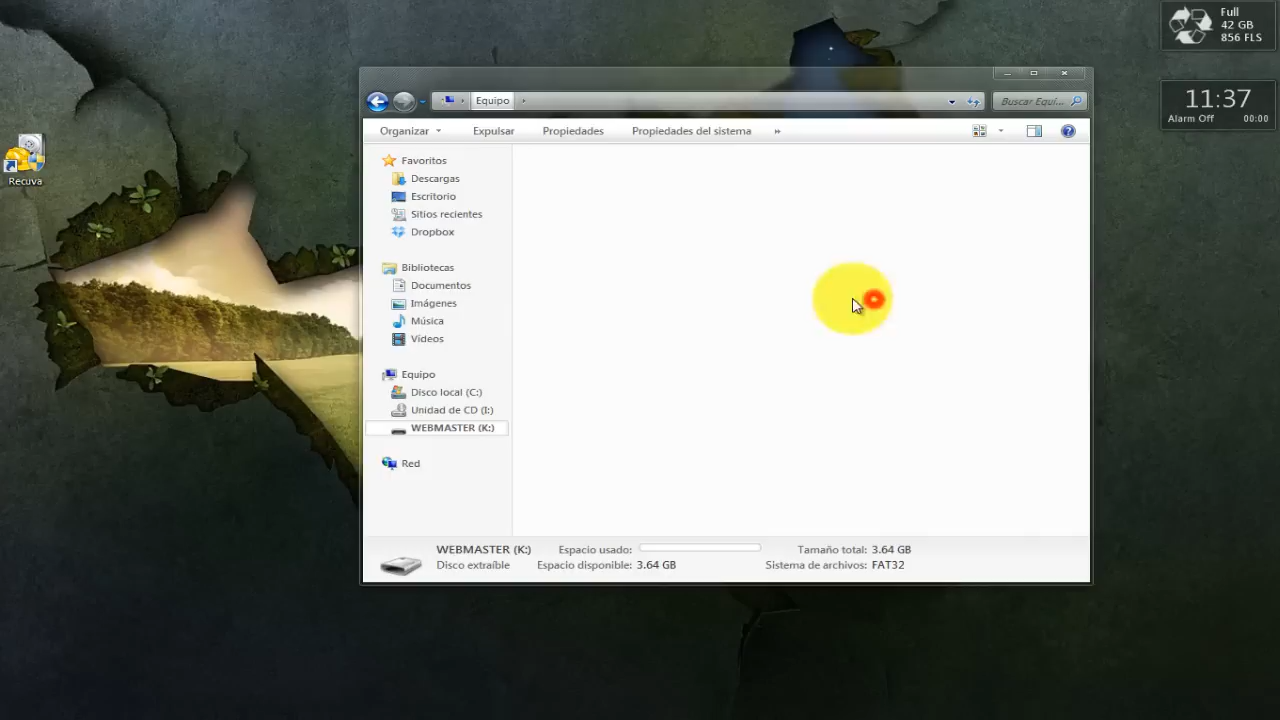 Full
42 GB
856 FLS
11:37
Alarm Off 00:00
Recuva
Equipo
Buscar Equi...
Organizar Expulsar Propiedades Propiedades del sistema »
Favoritos
Descargas
Escritorio
Sitios recientes
Dropbox
Bibliotecas
Documentos
Imágenes
Música
Vídeos
Equipo
Disco local (C:)
Unidad de CD (I:)
WEBMASTER (K:)
Red
WEBMASTER (K:) Espacio usado: Tamaño total: 3.64 GB
Disco extraíble Espacio disponible: 3.64 GB Sistema de archivos: FAT32